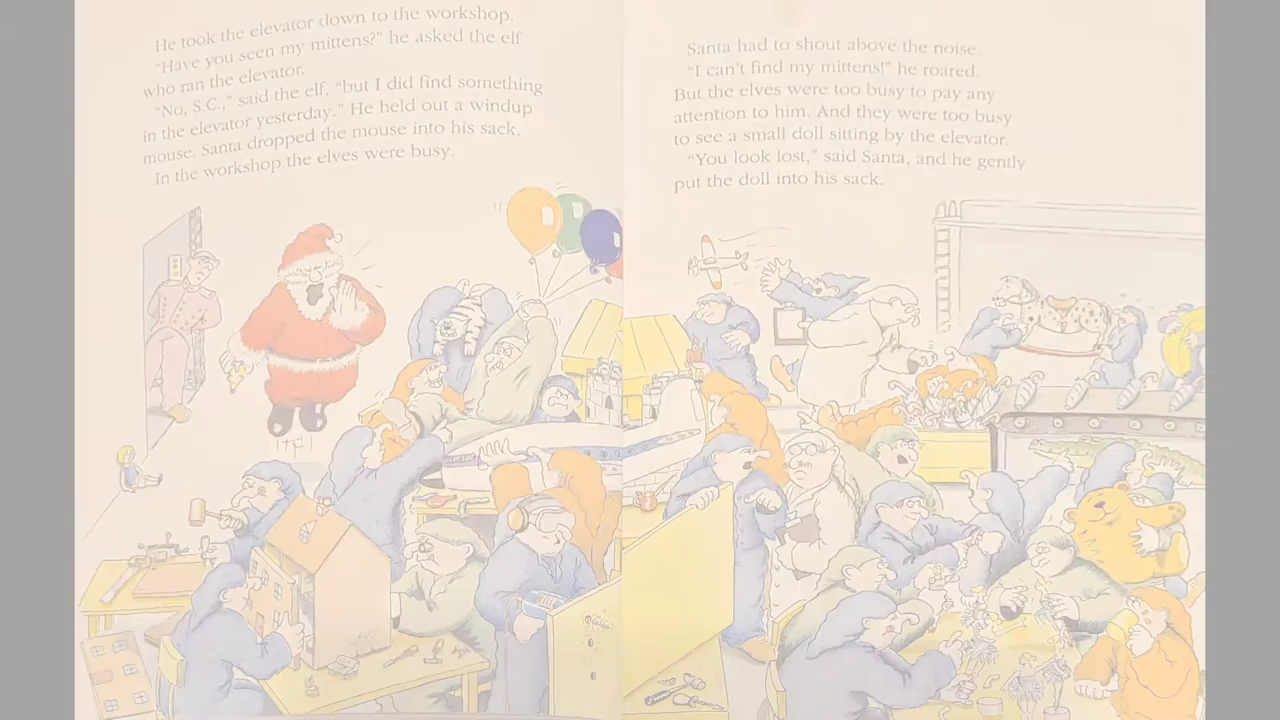 He took the elevator down to the workshop.
"Have you seen my mittens?" he asked the elf
who ran the elevator.
"No, S.C.," said the elf, "but I did find something
in the elevator yesterday." He held out a windup
mouse. Santa dropped the mouse into his sack.
In the workshop the elves were busy.
Santa had to shout above the noise.
"I can't find my mittens!" he roared.
But the elves were too busy to pay any
attention to him. And they were too busy
to see a small doll sitting by the elevator.
"You look lost," said Santa, and he gently
put the doll into his sack.